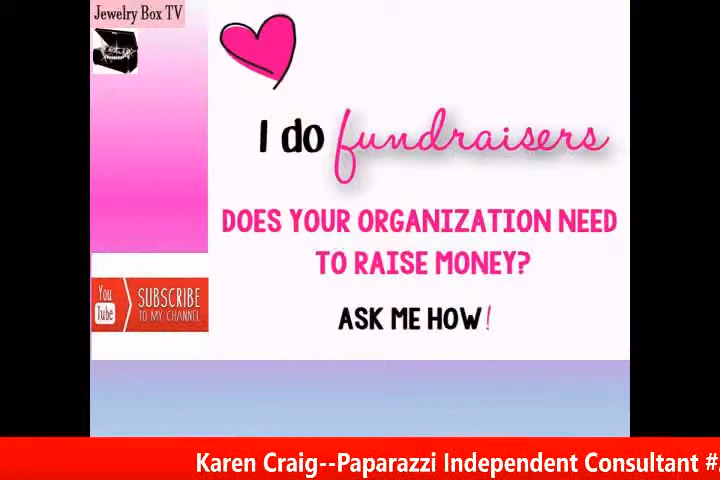 Jewelry Box TV
I do fundraisers
DOES YOUR ORGANIZATION NEED
TO RAISE MONEY?
ASK ME HOW!
You
Tube
SUBSCRIBE
TO MY CHANNEL
Karen Craig--Paparazzi Independent Consultant #